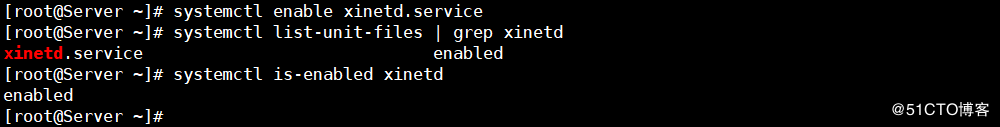 [root@Server ~]# systemctl enable xinetd.service
[root@Server ~]# systemctl list-unit-files | grep xinetd
xinetd.service                              enabled
[root@Server ~]# systemctl is-enabled xinetd
enabled
[root@Server ~]#
@51CTO博客